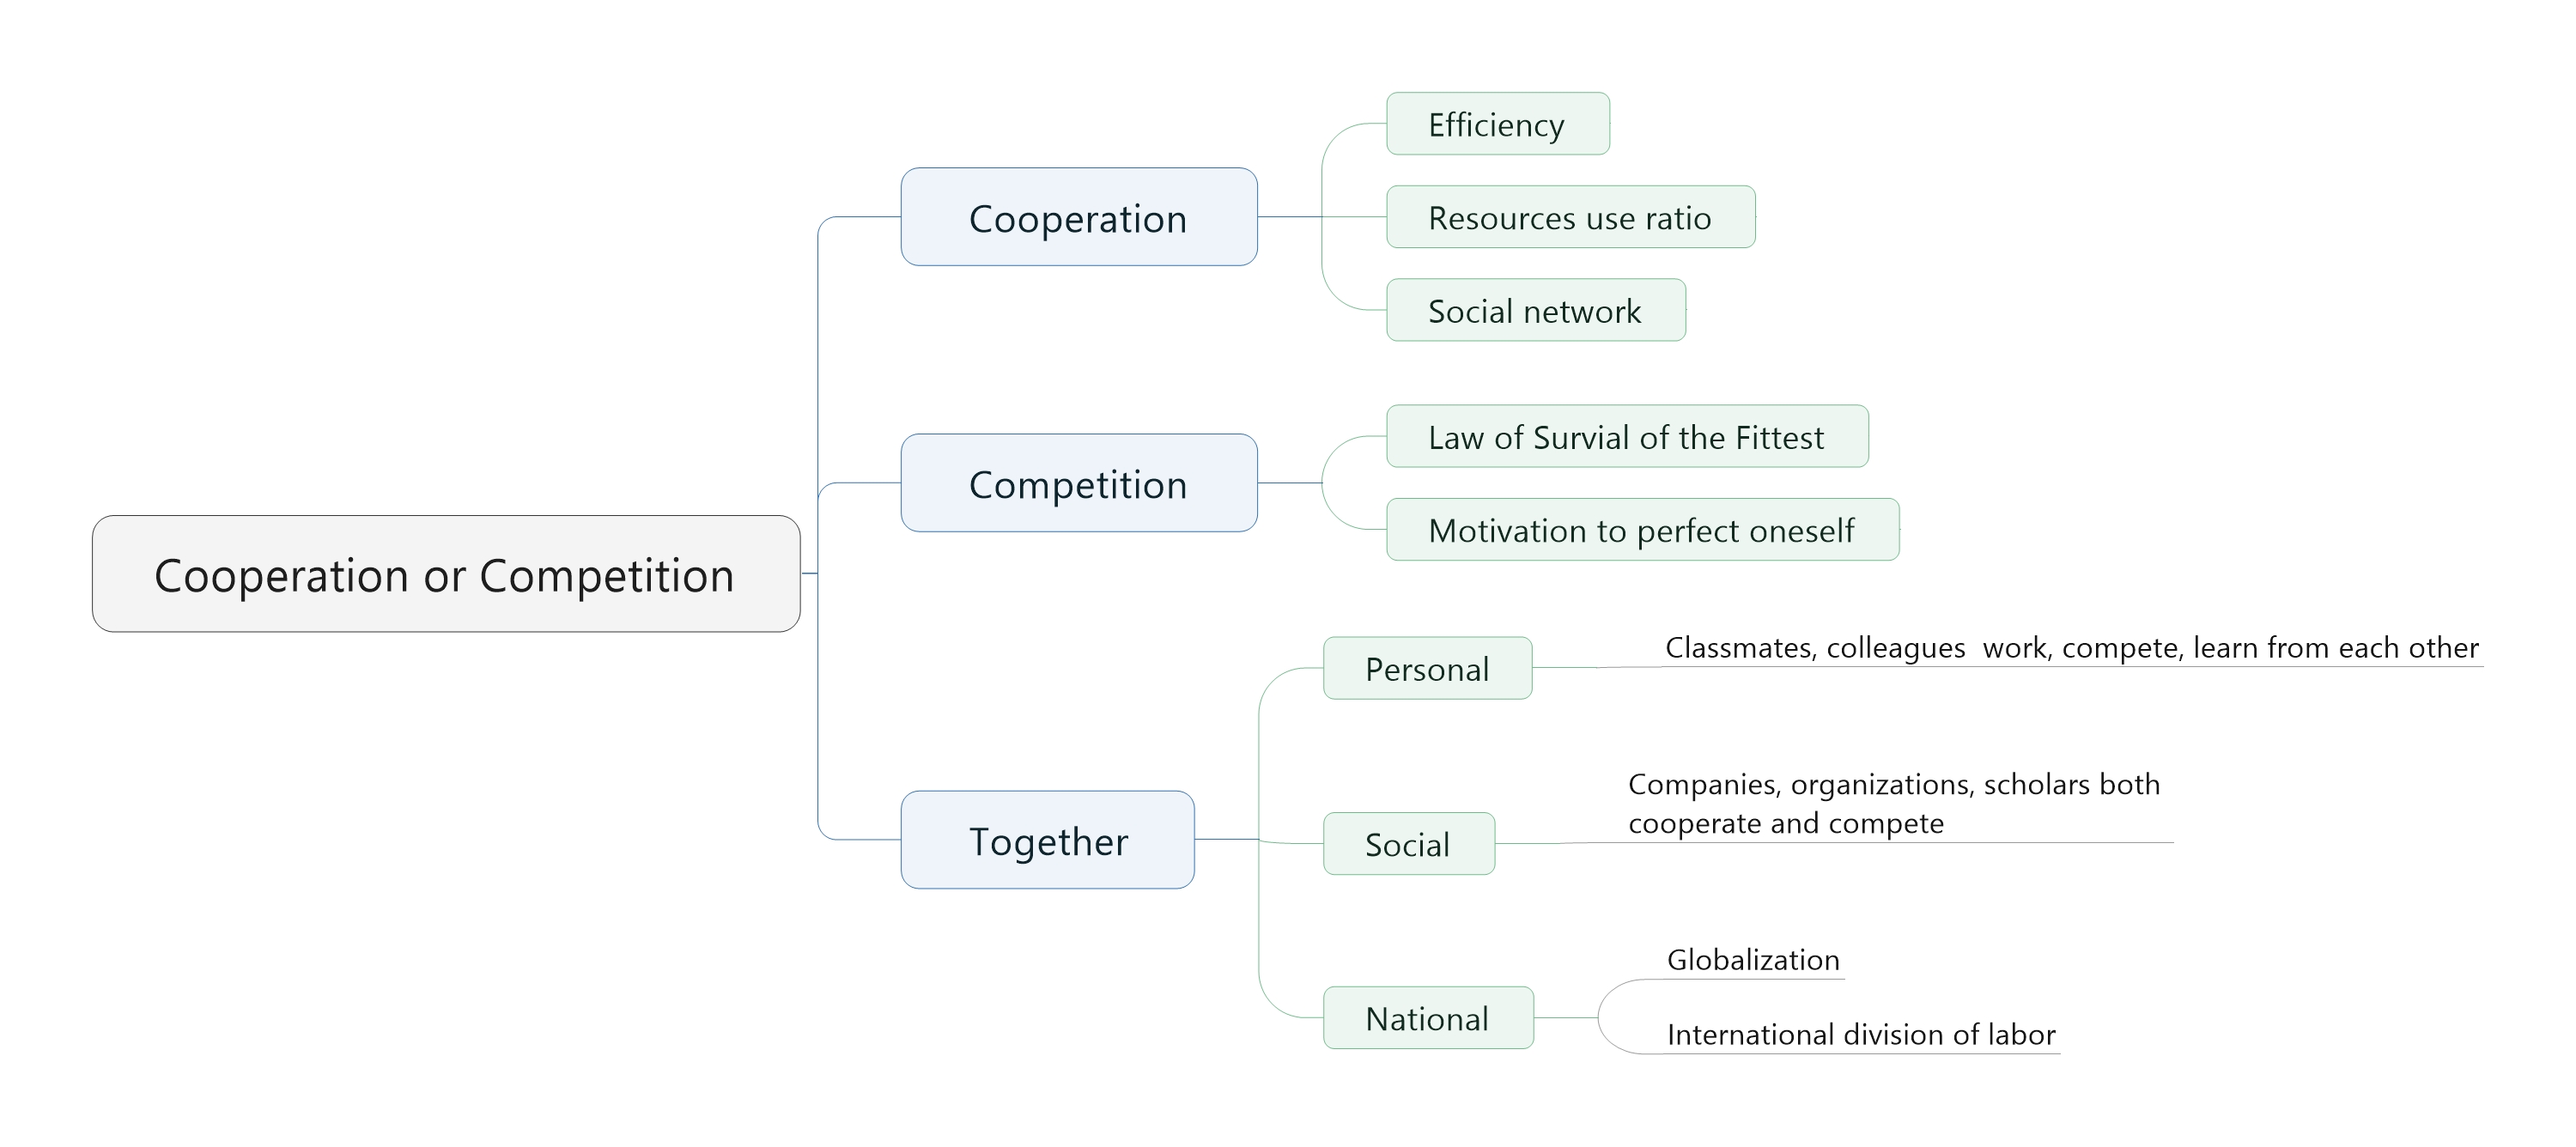 Cooperation or Competition
Cooperation
Efficiency
Resources use ratio
Social network
Competition
Law of Survial of the Fittest
Motivation to perfect oneself
Together
Personal
Classmates, colleagues  work, compete, learn from each other
Social
Companies, organizations, scholars both
cooperate and compete
National
Globalization
International division of labor